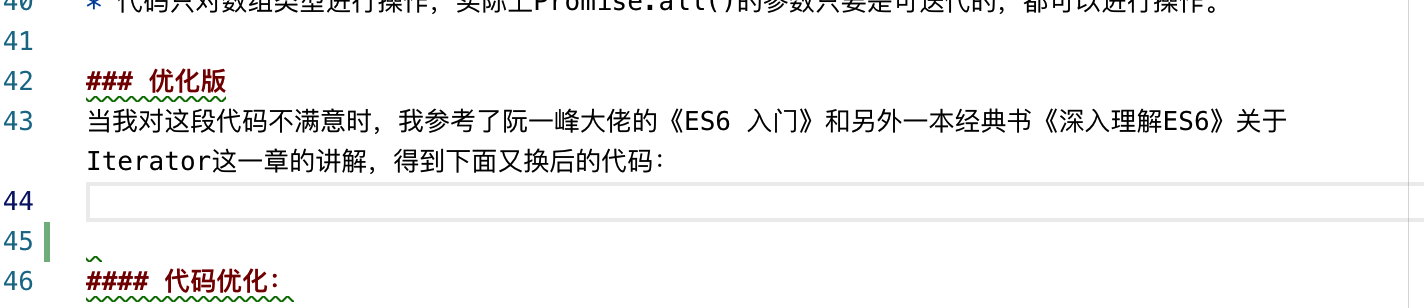 40 * 代码只对数组类型进行操作，实际上Promise.all()的参数只要是可迭代的，都可以进行操作。
41
42 ### 优化版
43 当我对这段代码不满意时，我参考了阮一峰大佬的《ES6 入门》和另外一本经典书《深入理解ES6》关于
Iterator这一章的讲解，得到下面又换后的代码：
44
45
46 #### 代码优化：